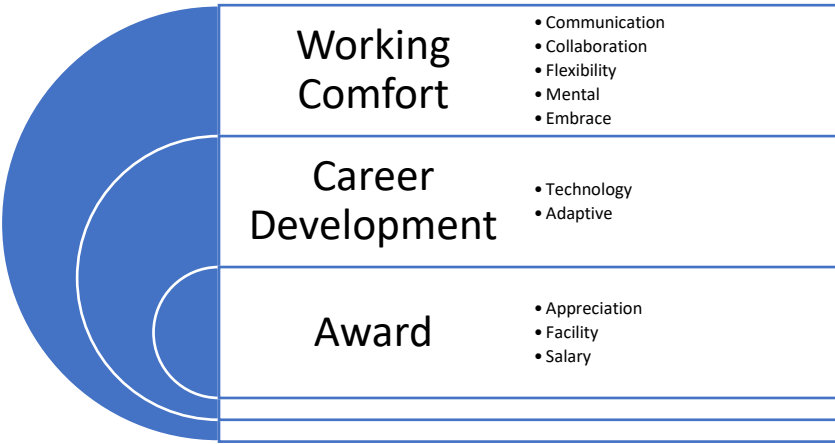 Working
Comfort
• Communication
• Collaboration
• Flexibility
• Mental
• Embrace
Career
Development
• Technology
• Adaptive
Award
• Appreciation
• Facility
• Salary